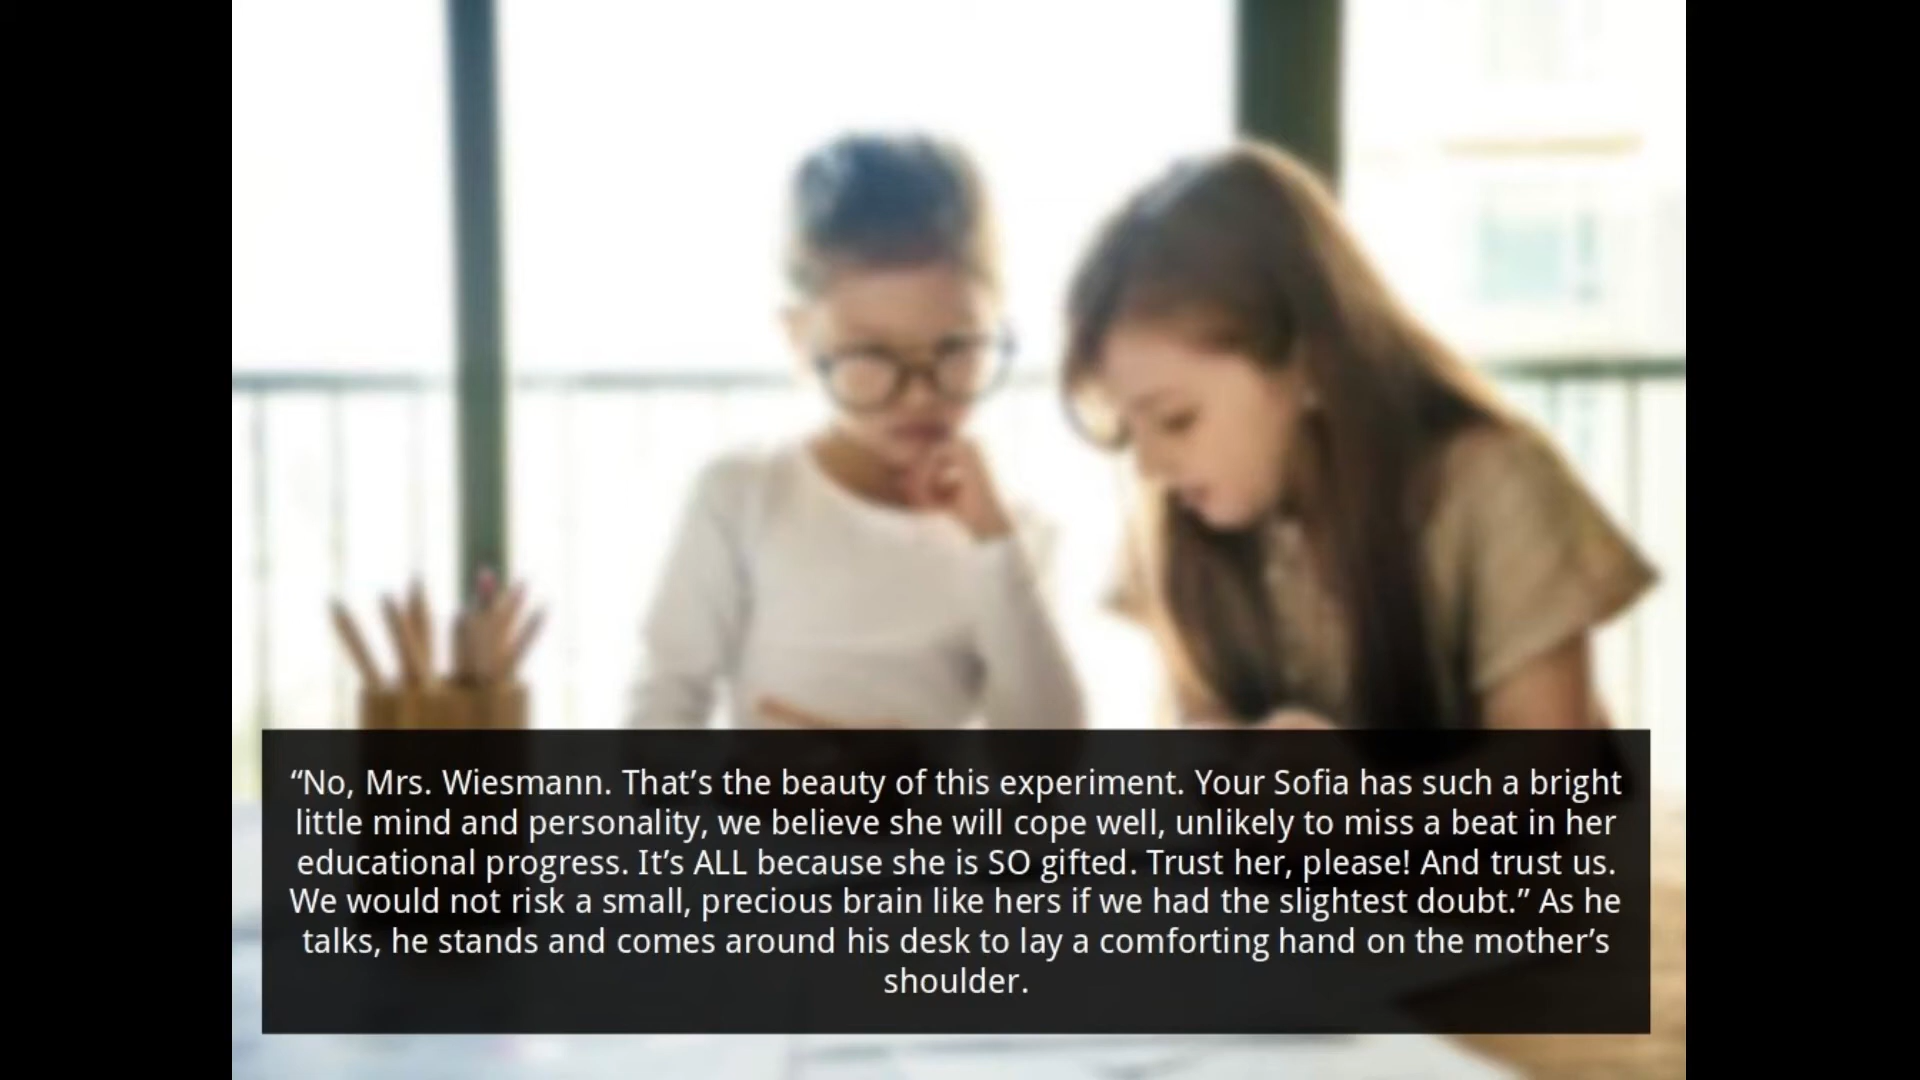 “No, Mrs. Wiesmann. That’s the beauty of this experiment. Your Sofia has such a bright
little mind and personality, we believe she will cope well, unlikely to miss a beat in her
educational progress. It’s ALL because she is SO gifted. Trust her, please! And trust us.
We would not risk a small, precious brain like hers if we had the slightest doubt.” As he
talks, he stands and comes around his desk to lay a comforting hand on the mother’s
shoulder.